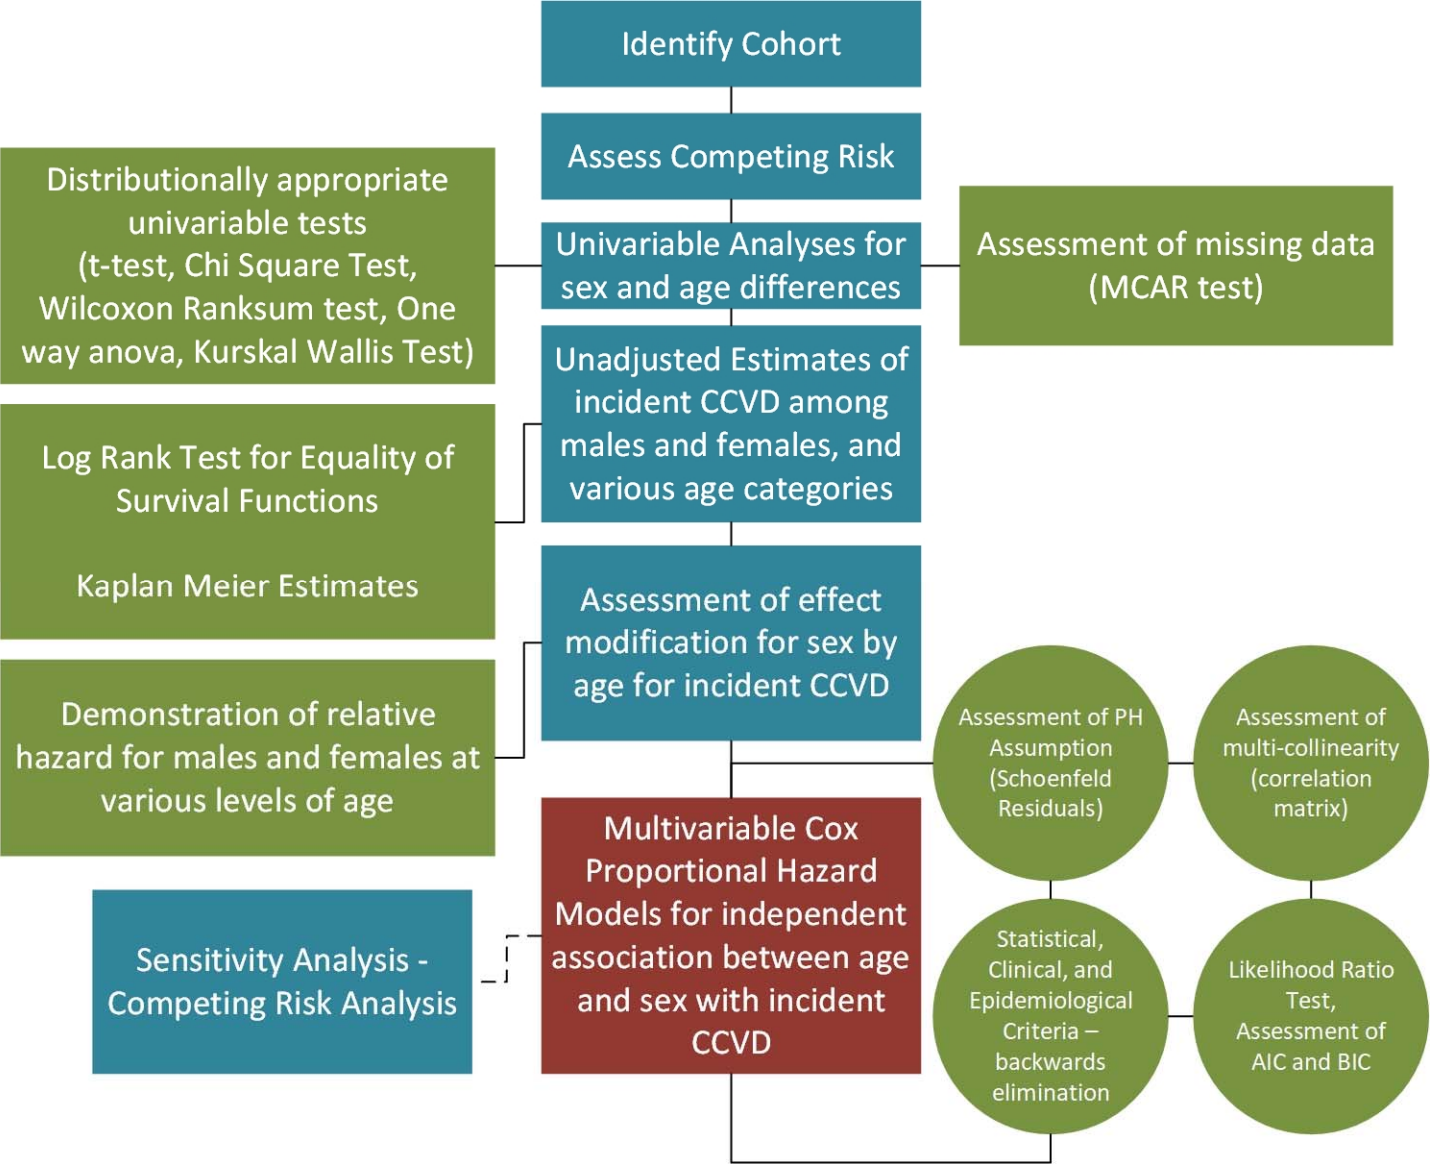 Identify Cohort
Assess Competing Risk
Distributionally appropriate
univariable tests
(t-test, Chi Square Test,
Wilcoxon Ranksum test, One
way anova, Kurskal Wallis Test)
Univariable Analyses for
sex and age differences
Assessment of missing data
(MCAR test)
Unadjusted Estimates of
incident CCVD among
males and females, and
various age categories
Log Rank Test for Equality of
Survival Functions
Kaplan Meier Estimates
Assessment of effect
modification for sex by
age for incident CCVD
Demonstration of relative
hazard for males and females at
various levels of age
Assessment of PH
Assumption
(Schoenfeld
Residuals)
Assessment of
multi-collinearity
(correlation
matrix)
Multivariable Cox
Proportional Hazard
Models for independent
association between age
and sex with incident
CCVD
Sensitivity Analysis -
Competing Risk Analysis
Statistical,
Clinical, and
Epidemiological
Criteria –
backwards
elimination
Likelihood Ratio
Test,
Assessment of
AIC and BIC